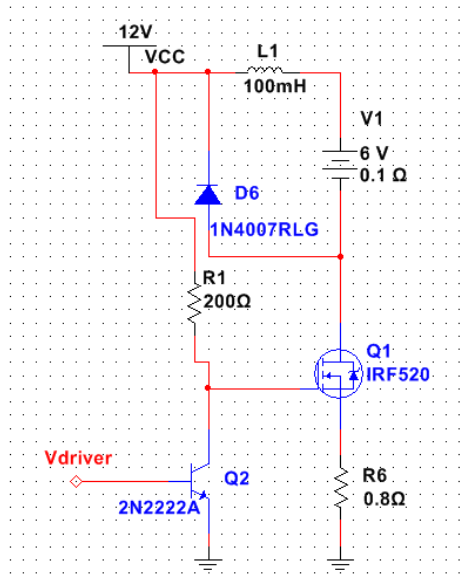 12V
VCC
L1
100mH
V1
6 V
0.1 Ω
D6
1N4007RLG
R1
200Ω
Q1
IRF520
Vdriver
Q2
2N2222A
R6
0.8Ω